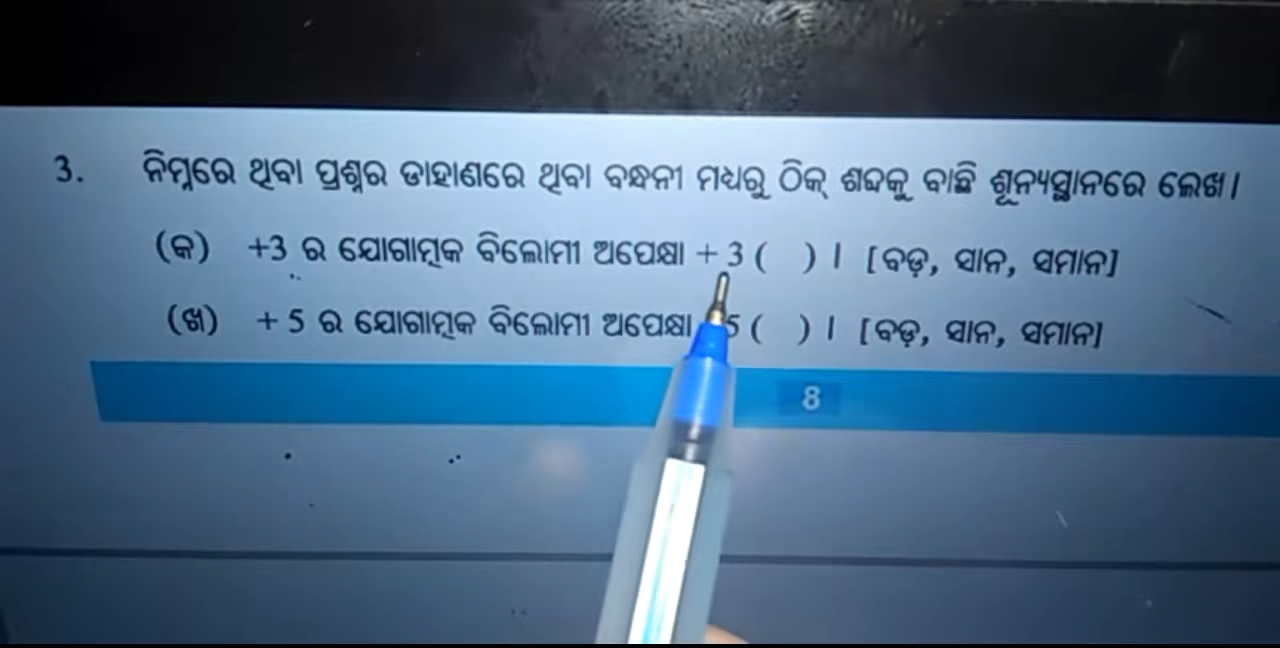 3. ନିମ୍ନରେ ଥିବା ପ୍ରଶ୍ନର ଡାହାଣରେ ଥିବା ବନ୍ଧନୀ ମଧ୍ୟରୁ ଠିକ୍ ଶବ୍ଦକୁ ବାଛି ଶୂନ୍ୟସ୍ଥାନରେ ଲେଖ।
(କ) +3 ର ଯୋଗାତ୍ମକ ବିଲୋମୀ ଅପେକ୍ଷା + 3 ( ) । [ବଡ଼, ସାନ, ସମାନ]
(ଖ) + 5 ର ଯୋଗାତ୍ମକ ବିଲୋମୀ ଅପେକ୍ଷା 5 ( ) । [ବଡ଼, ସାନ, ସମାନ]
8